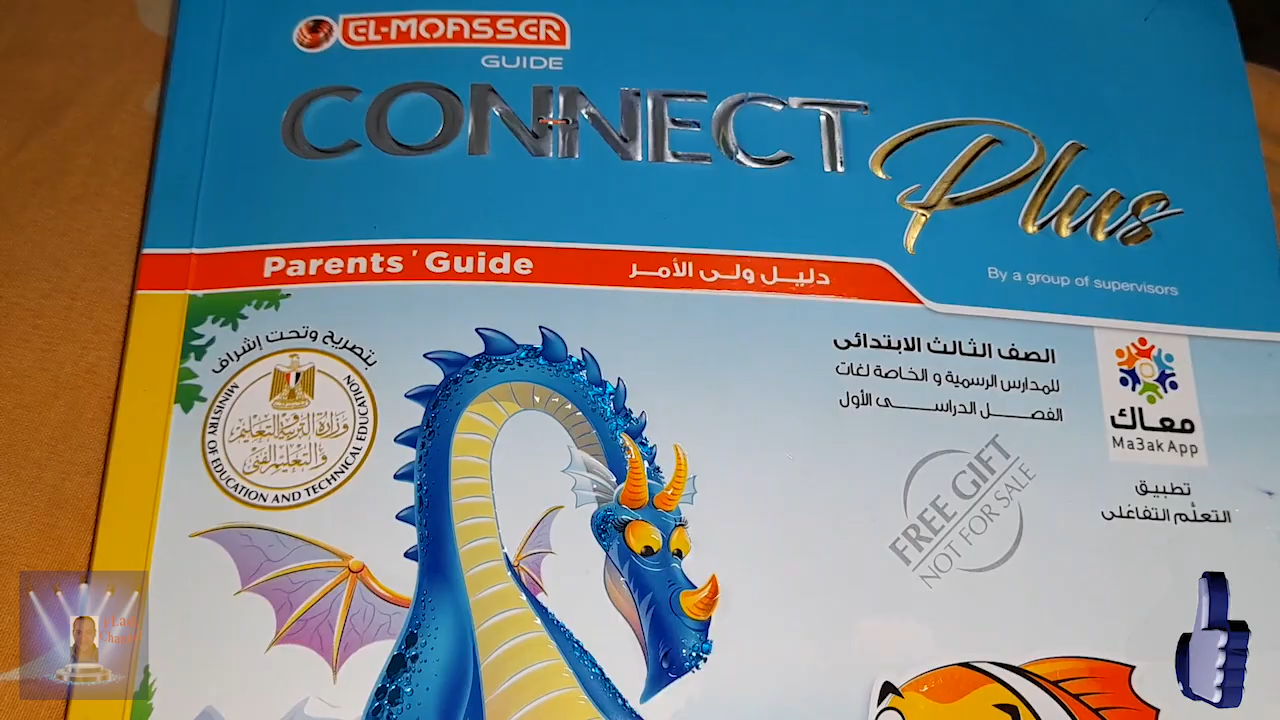 EL-MOASSER
GUIDE
CONNECT Plus
By a group of supervisors
Parents' Guide
دليل ولى الأمر
بتصريح وتحت إشراف
وزارة التربية والتعليم
والتعليم الفنى
MINISTRY OF EDUCATION AND TECHNICAL EDUCATION
الصف الثالث الابتدائى
للمدارس الرسمية و الخاصة لغات
الفصل الدراسى الأول
معاك
Ma3akApp
تطبيق
التعلُّم التفاعلى
FREE GIFT
NOT FOR SALE